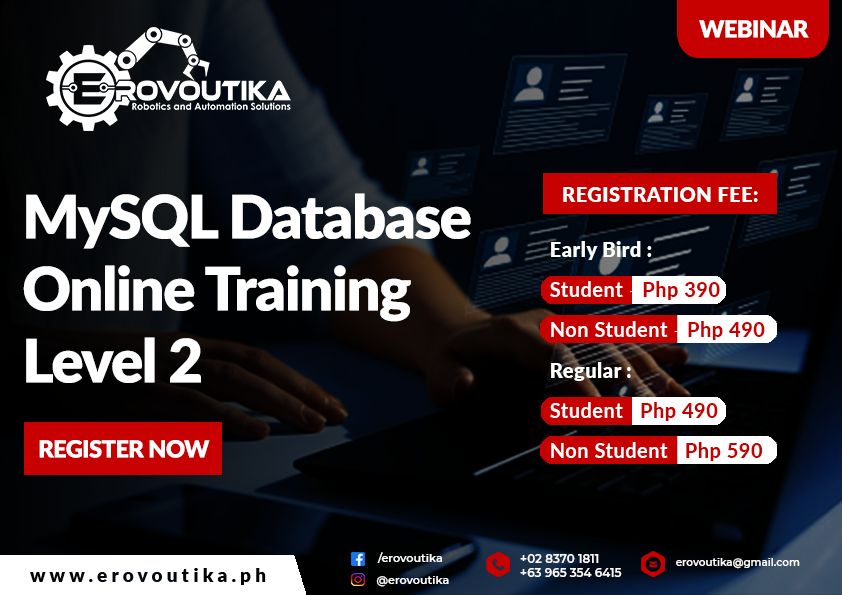 WEBINAR
EROVOUTIKA
Robotics and Automation Solutions
MySQL Database
Online Training
Level 2
REGISTER NOW
REGISTRATION FEE:
Early Bird :
Student - Php 390
Non Student - Php 490
Regular :
Student Php 490
Non Student Php 590
www.erovoutika.ph
/erovoutika
@erovoutika
+02 8370 1811
+63 965 354 6415
erovoutika@gmail.com